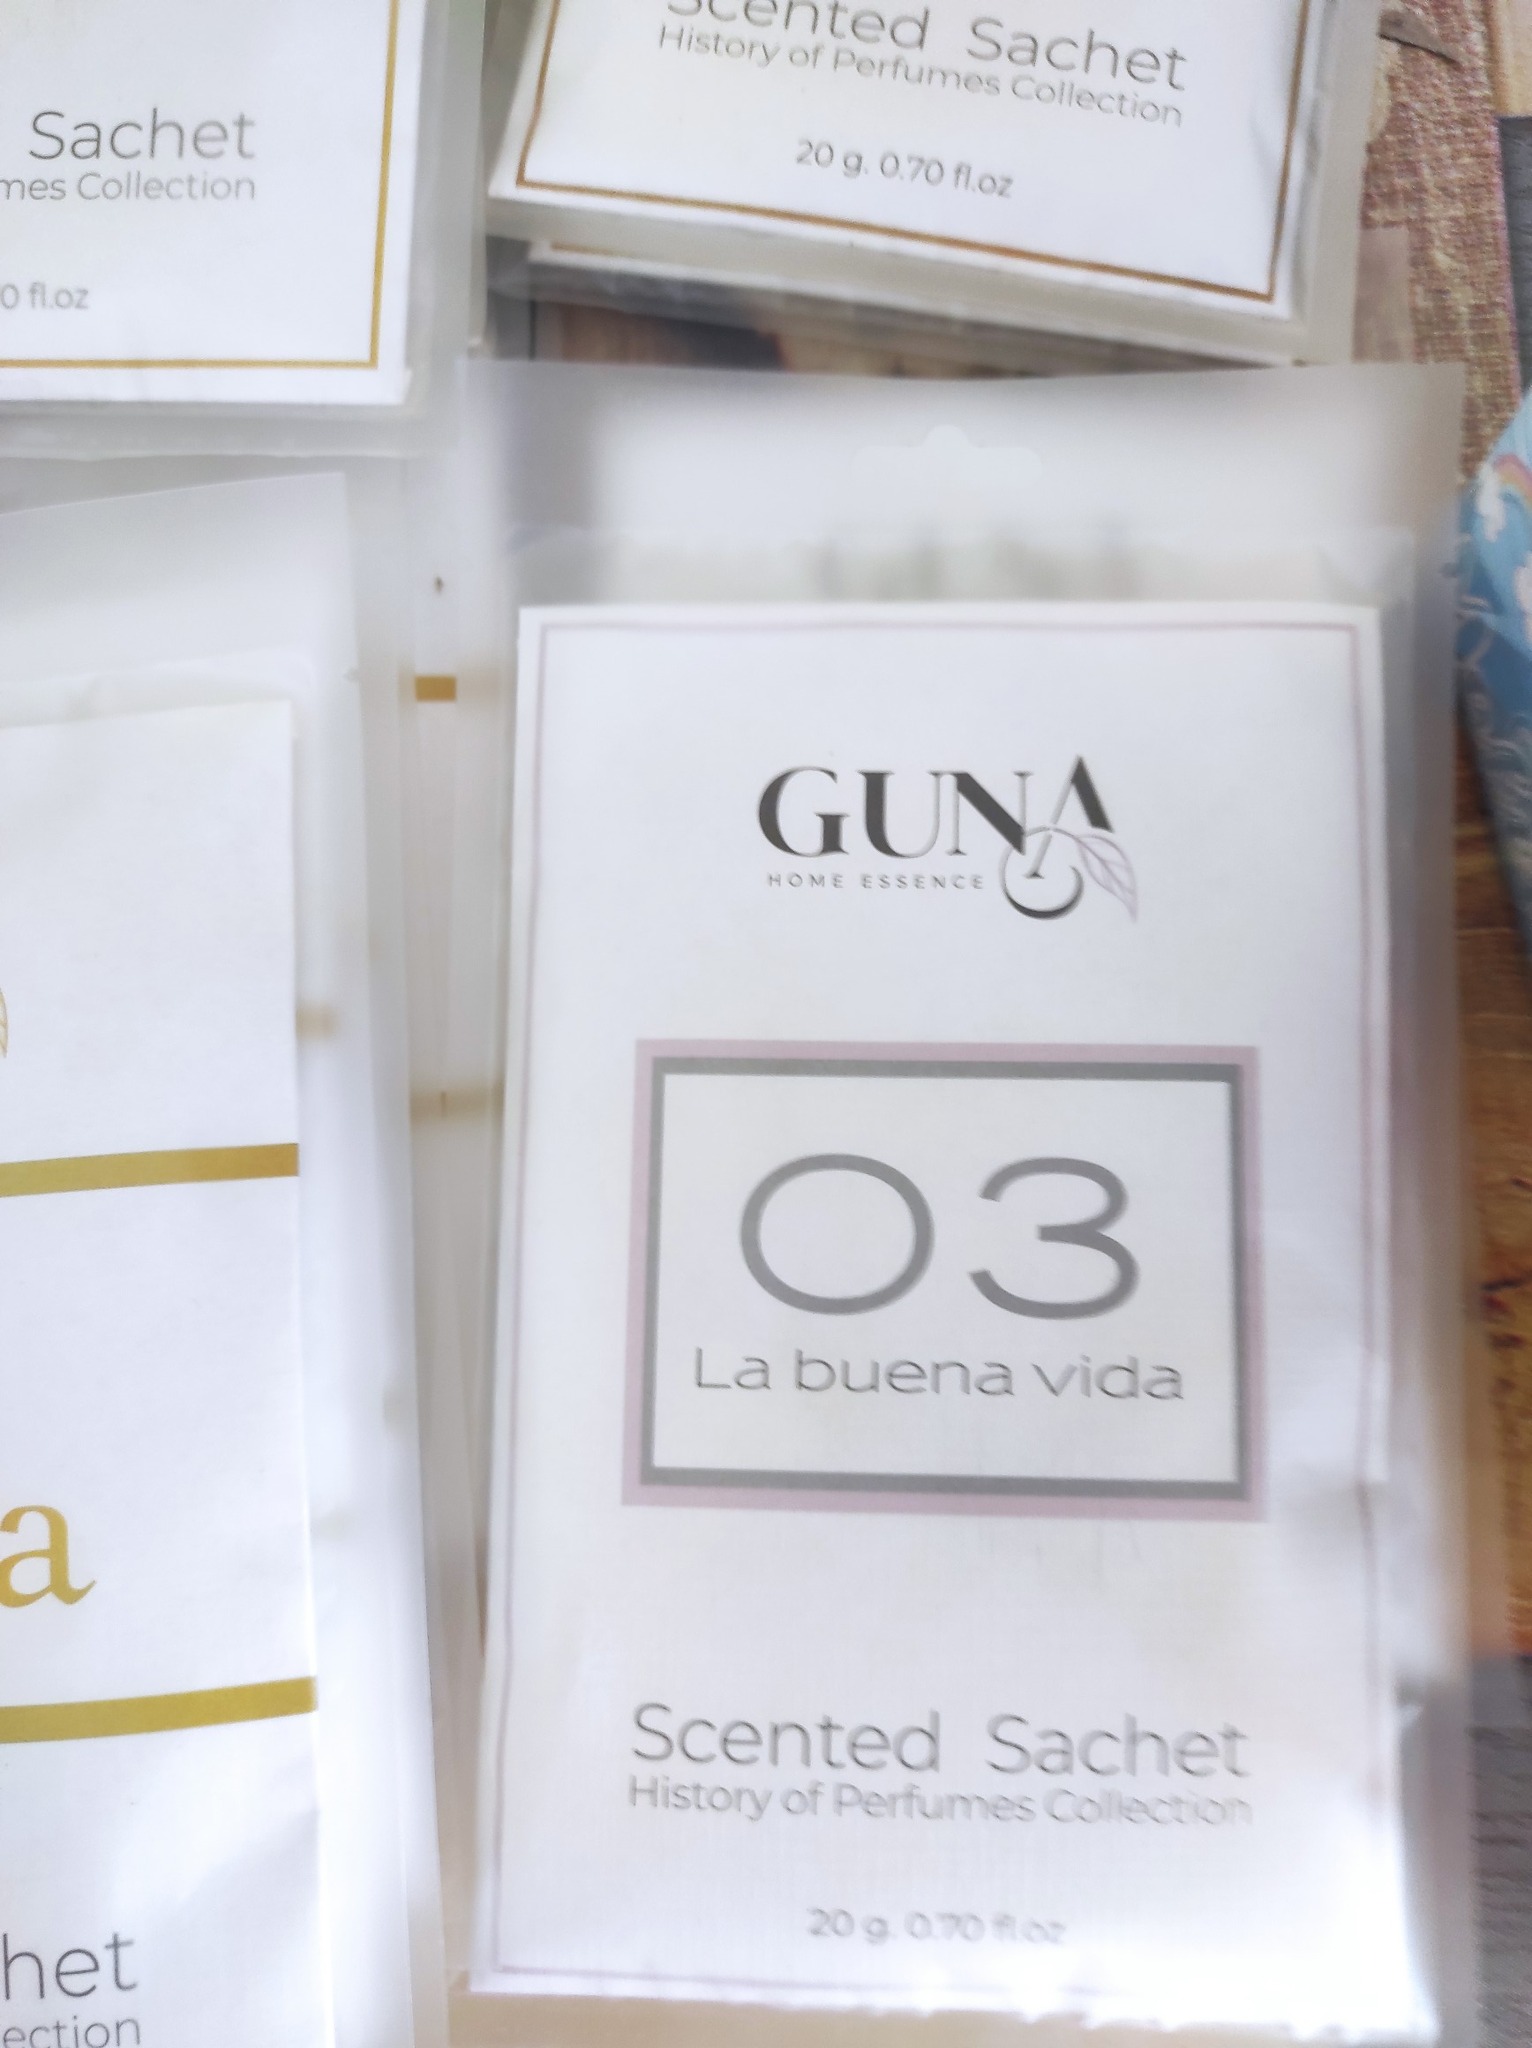 Sachet
mes Collection
0 fl.oz
Scented Sachet
History of Perfumes Collection
20 g. 0.70 fl.oz
a
het
ection
GUNA
HOME ESSENCE
03
La buena vida
Scented Sachet
History of Perfumes Collection
20 g. 0.70 fl.oz